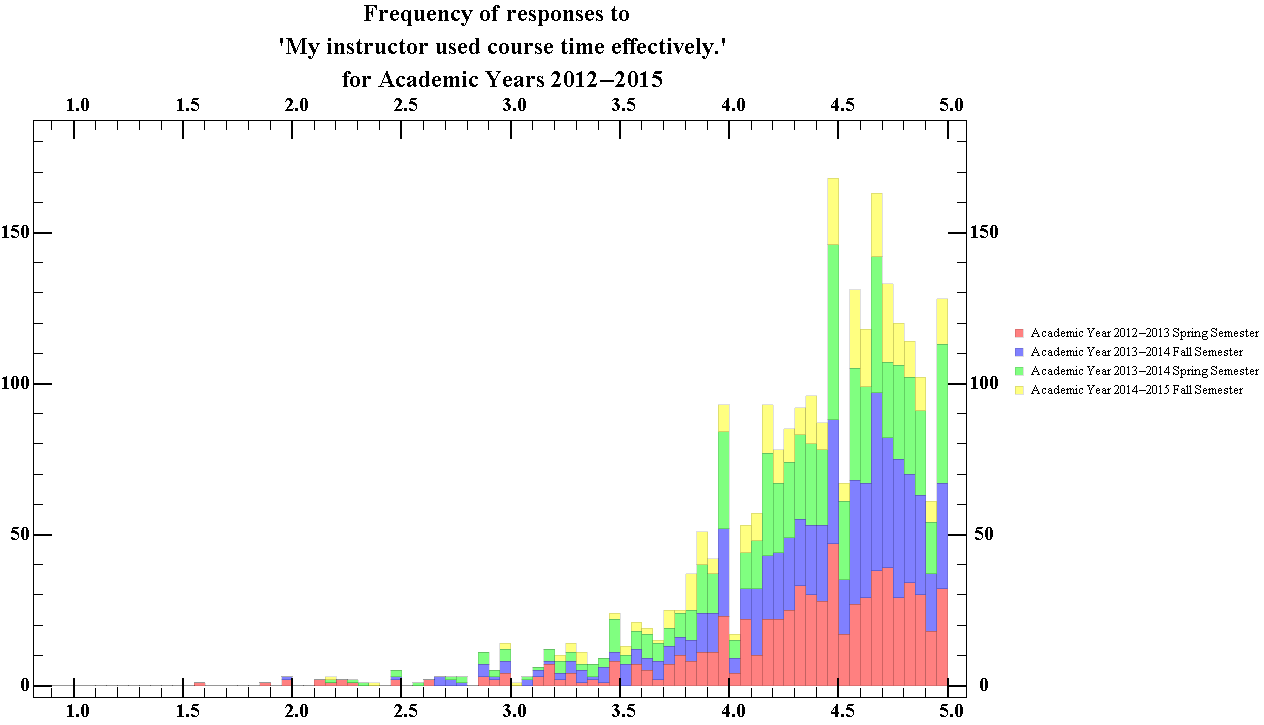 Frequency of responses to
'My instructor used course time effectively.'
for Academic Years 2012–2015
1.0 1.5 2.0 2.5 3.0 3.5 4.0 4.5 5.0
150 150
Academic Year 2012–2013 Spring Semester
Academic Year 2013–2014 Fall Semester
Academic Year 2013–2014 Spring Semester
100 100
Academic Year 2014–2015 Fall Semester
50 50
0 0
1.0 1.5 2.0 2.5 3.0 3.5 4.0 4.5 5.0